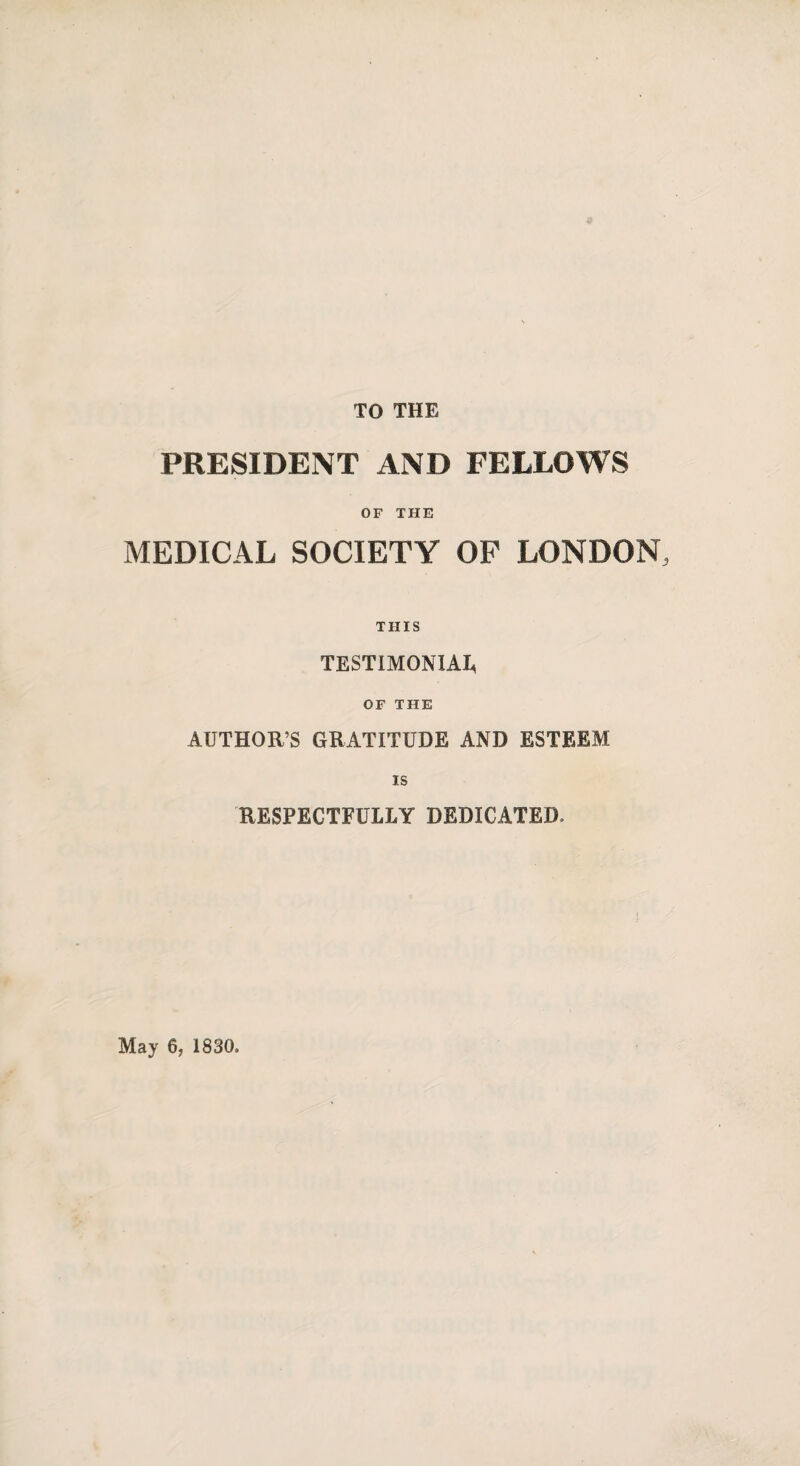 TO THE
PRESIDENT AND FELLOWS
OF THE
MEDICAL SOCIETY OF LONDON,
THIS
TESTIMONIAL
OF THE
AUTHOR'S GRATITUDE AND ESTEEM
IS
RESPECTFULLY DEDICATED.
May 6, 1830.